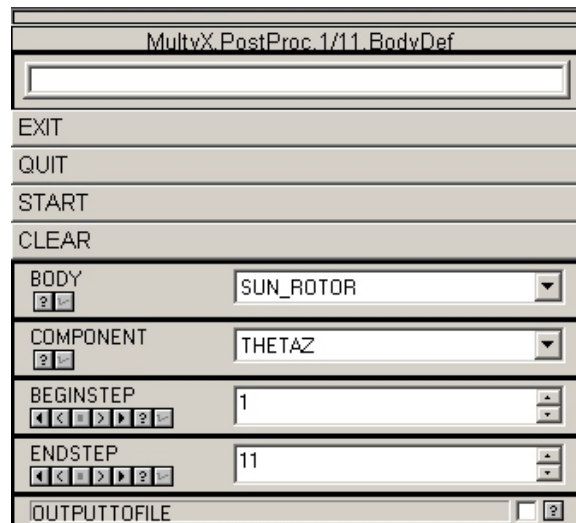 MultyX.PostProc.1/11.BodyDef
EXIT
QUIT
START
CLEAR
BODY
SUN_ROTOR
?
COMPONENT
THETAZ
?
BEGINSTEP
1
?
ENDSTEP
11
?
OUTPUTTOFILE ?